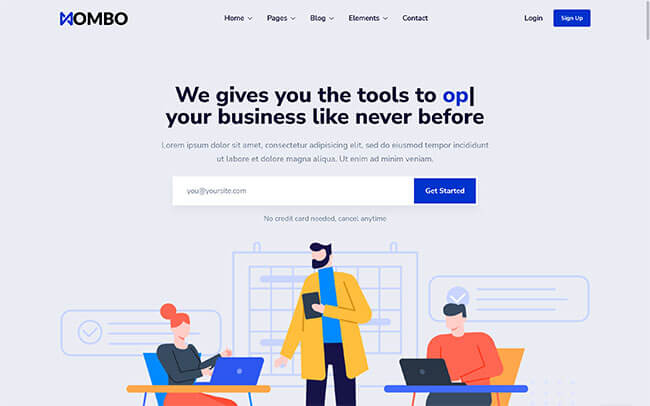 MOMBO
Home Pages Blog Elements Contact
Login Sign Up
We gives you the tools to op|
your business like never before
Lorem ipsum dolor sit amet, consectetur adipisicing elit, sed do eiusmod tempor incididunt
ut labore et dolore magna aliqua. Ut enim ad minim veniam.
you@yoursite.com
Get Started
No credit card needed, cancel anytime